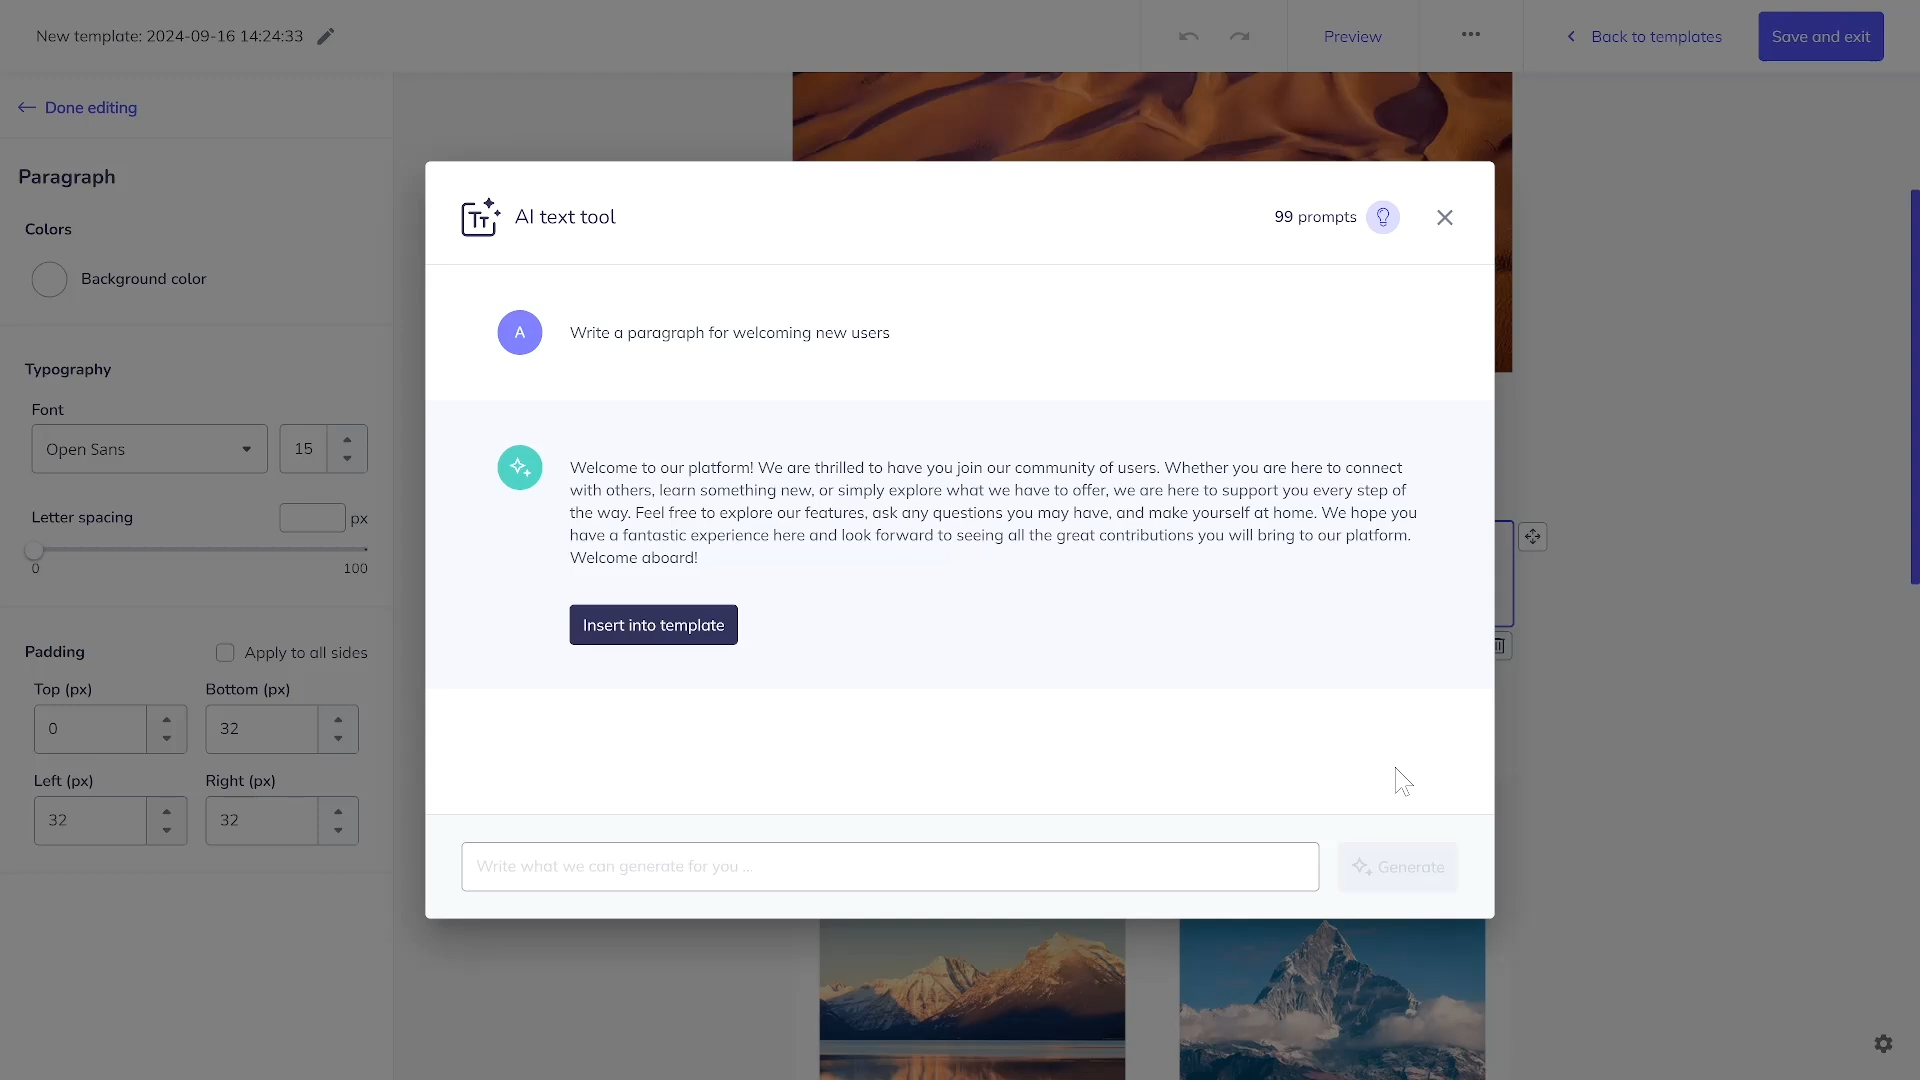 New template: 2024-09-16 14:24:33
Preview
Back to templates
Save and exit
Done editing
Paragraph
Colors
Background color
Typography
Font
Open Sans
15
Letter spacing
px
0
100
Padding
Apply to all sides
Top (px)
Bottom (px)
0
32
Left (px)
Right (px)
32
32
AI text tool
99 prompts
A
Write a paragraph for welcoming new users
Welcome to our platform! We are thrilled to have you join our community of users. Whether you are here to connect
with others, learn something new, or simply explore what we have to offer, we are here to support you every step of
the way. Feel free to explore our features, ask any questions you may have, and make yourself at home. We hope you
have a fantastic experience here and look forward to seeing all the great contributions you will bring to our platform.
Welcome aboard!
Insert into template
Write what we can generate for you ...
Generate